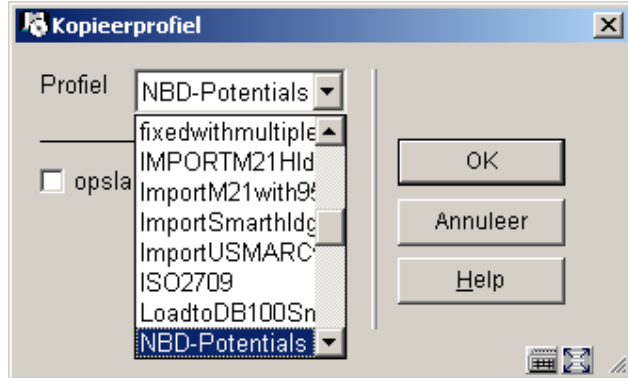 Kopieerprofiel
Profiel
NBD-Potentials
fixedwithmultiple
IMPORTM21Hld
ImportM21with9
ImportSmarthldg
ImportUSMARC
ISO2709
LoadtoDB100Sn
NBD-Potentials
opsla
OK
Annuleer
Help